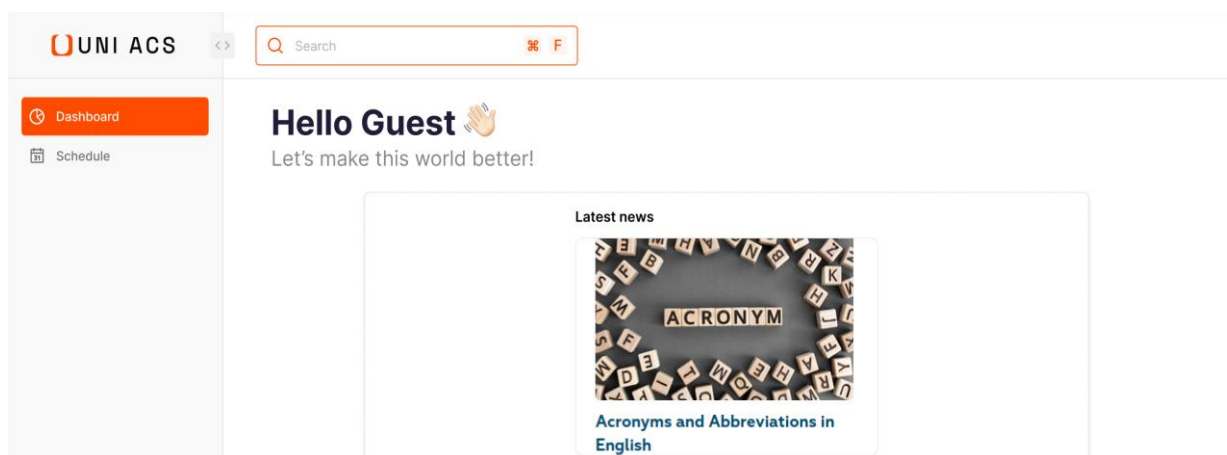 UNI ACS
Search ⌘ F
Dashboard
Schedule
Hello Guest 👋🏻
Let's make this world better!
Latest news
ACRONYM
Acronyms and Abbreviations in
English